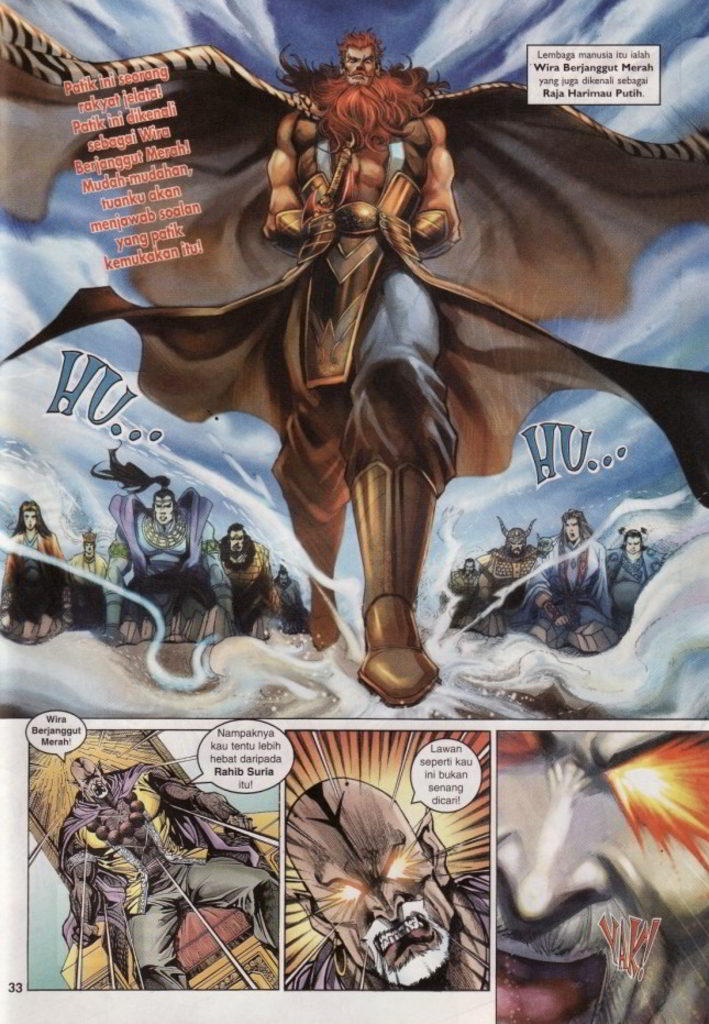 Lembaga manusia itu ialah
'Wira Berjanggut Merah
yang juga dikenali sebagai
Raja Harimau Putih.
Patik ini seorang
rakyat jelata!
Patik ini dikenali
sebagai Wira
Berjanggut Merah!
Mudah-mudahan,
tuanku akan
menjawab soalan
yang patik
kemukakan itu!
HU...
HU...
Wira
Berjanggut
Merah!
Nampaknya
kau tentu lebih
hebat daripada
Rahib Suria
itu!
Lawan
seperti kau
ini bukan
senang
dicari!
YAK!
33